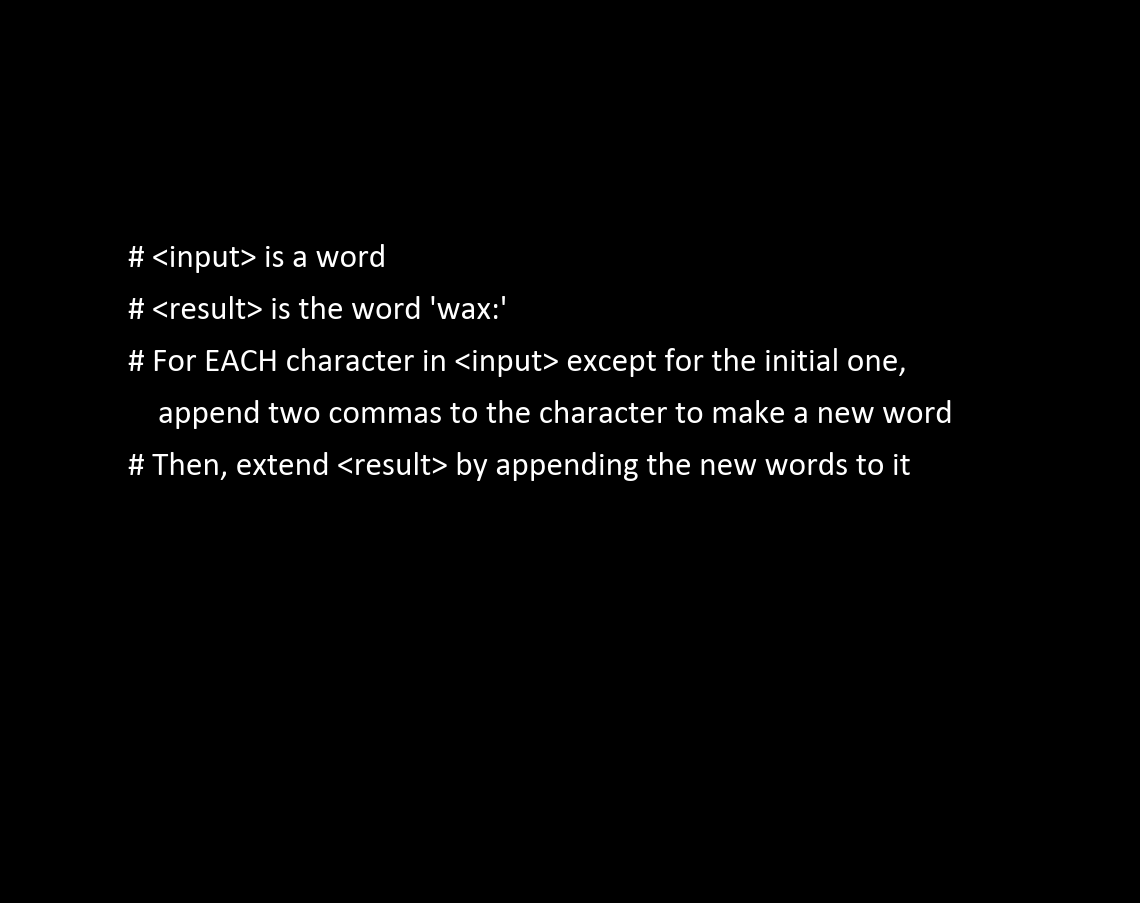 # <input> is a word
# <result> is the word 'wax:'
# For EACH character in <input> except for the initial one,
append two commas to the character to make a new word
# Then, extend <result> by appending the new words to it